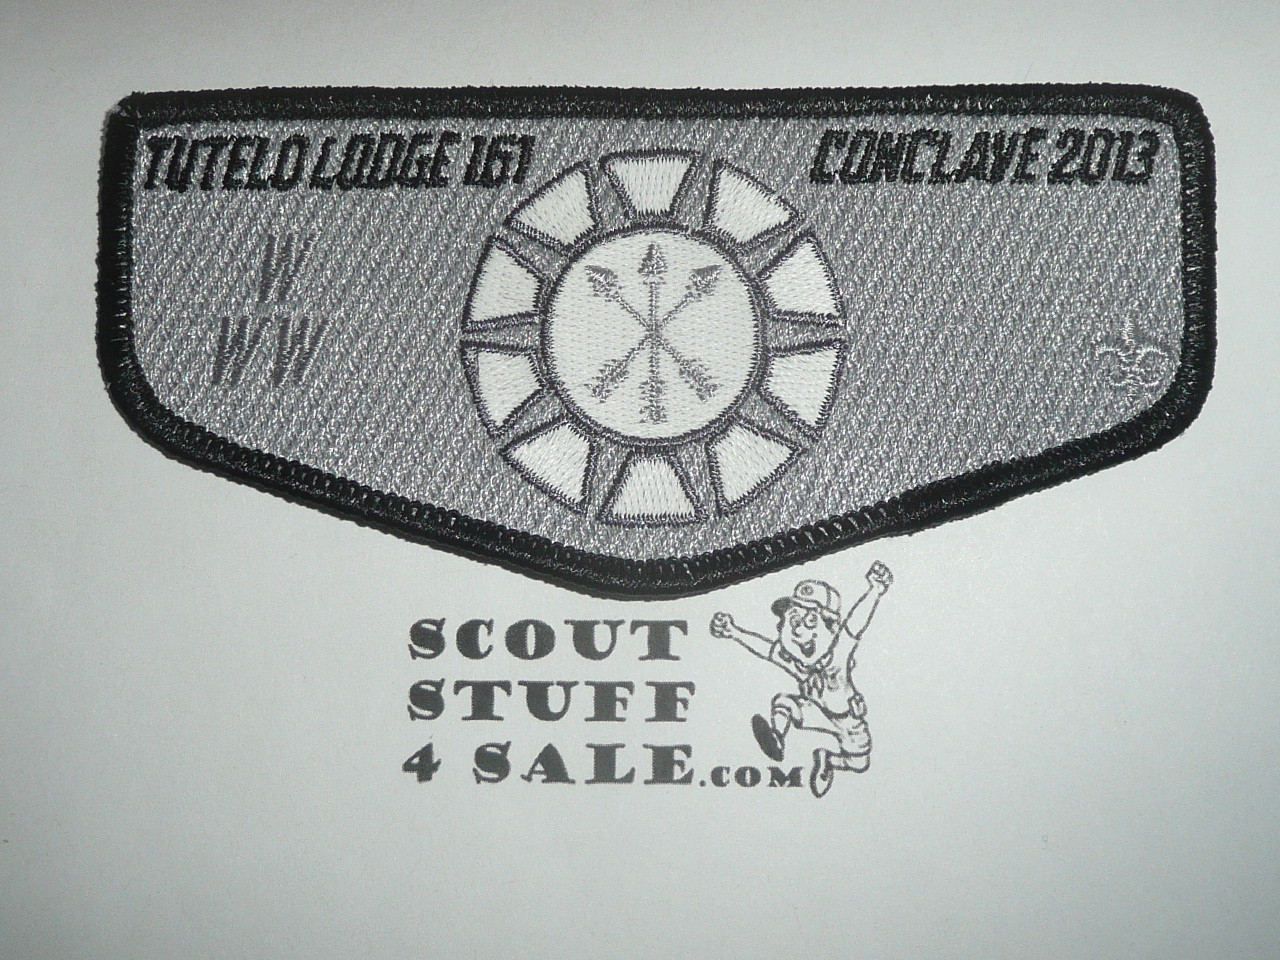 TUTELO LODGE 161
CONCLAVE 2013
W
WW
SCOUT
STUFF
4 SALE.COM